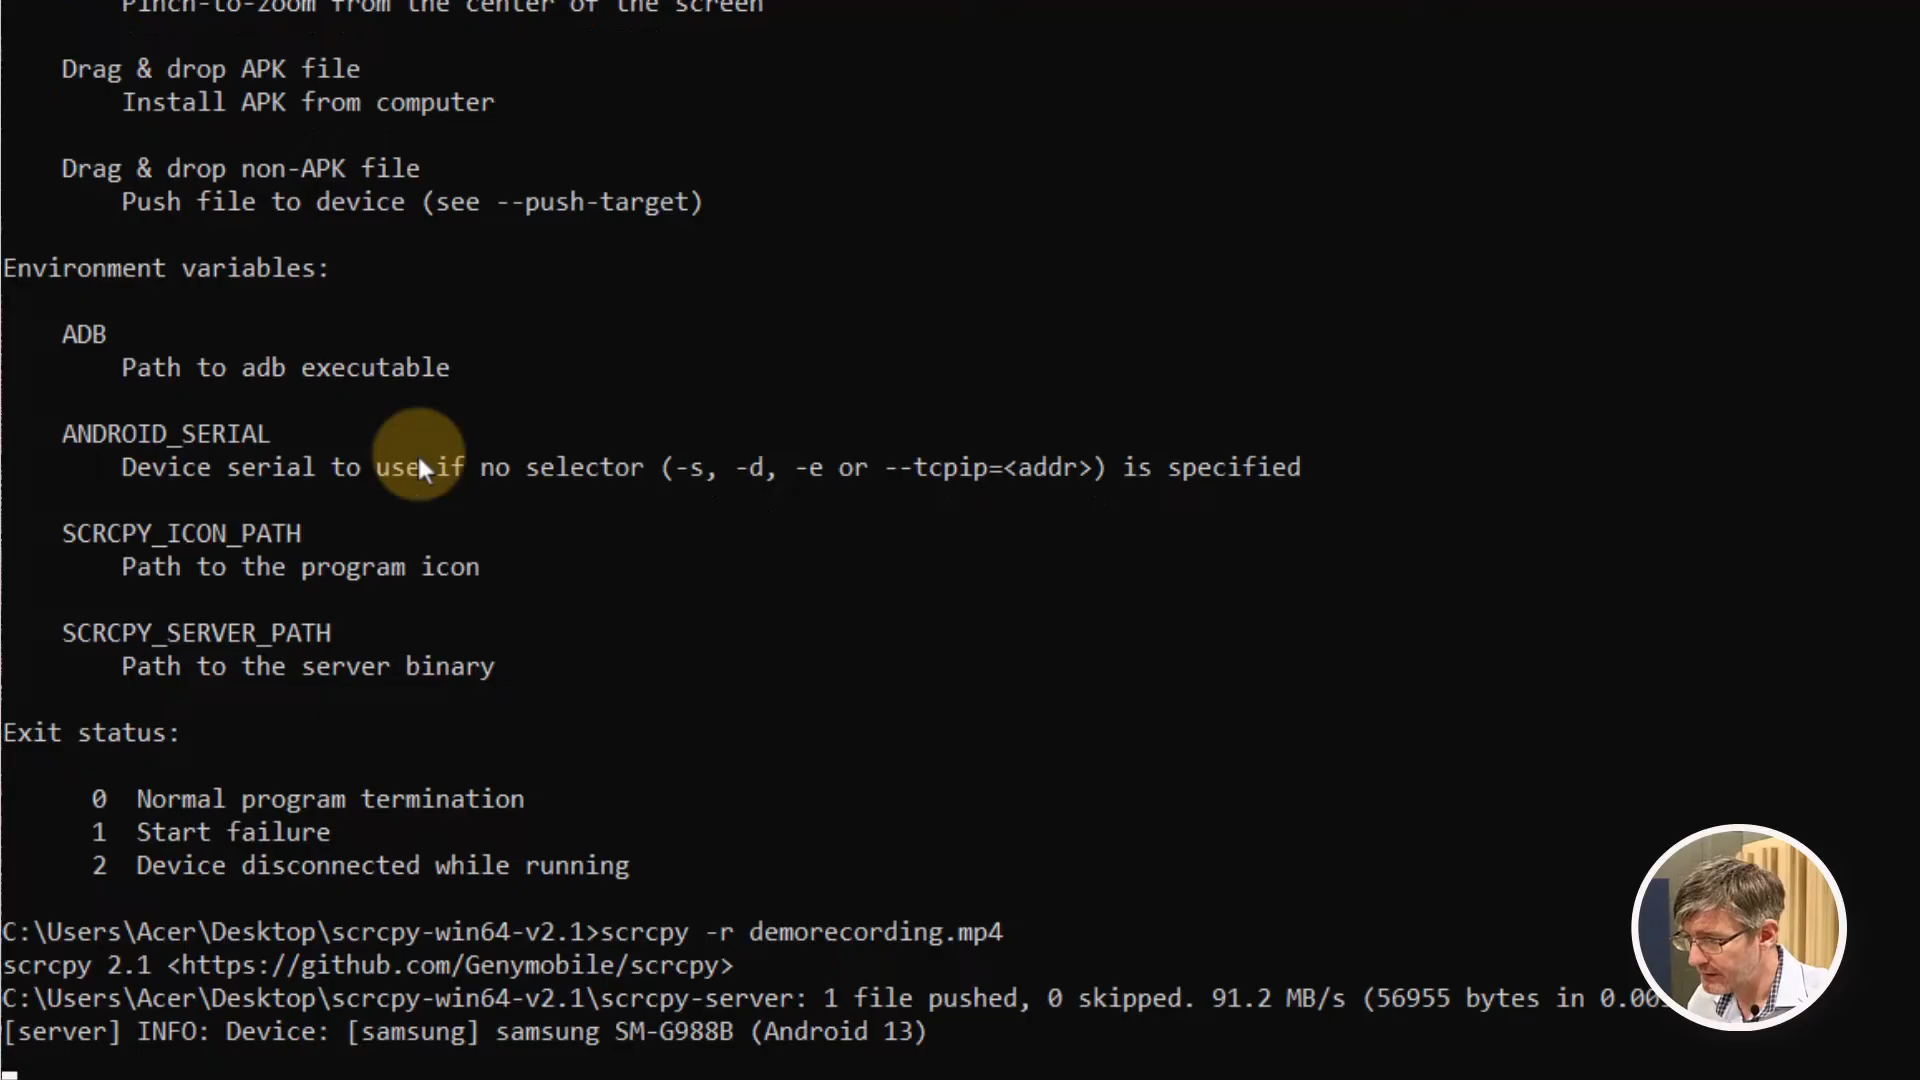 Pinch-to-zoom from the center of the screen
Drag & drop APK file
Install APK from computer
Drag & drop non-APK file
Push file to device (see --push-target)
Environment variables:
ADB
Path to adb executable
ANDROID_SERIAL
Device serial to use if no selector (-s, -d, -e or --tcpip=<addr>) is specified
SCRCPY_ICON_PATH
Path to the program icon
SCRCPY_SERVER_PATH
Path to the server binary
Exit status:
0 Normal program termination
1 Start failure
2 Device disconnected while running
C:\Users\Acer\Desktop\scrcpy-win64-v2.1>scrcpy -r demorecording.mp4
scrcpy 2.1 <https://github.com/Genymobile/scrcpy>
C:\Users\Acer\Desktop\scrcpy-win64-v2.1\scrcpy-server: 1 file pushed, 0 skipped. 91.2 MB/s (56955 bytes in
[server] INFO: Device: [samsung] samsung SM-G988B (Android 13)